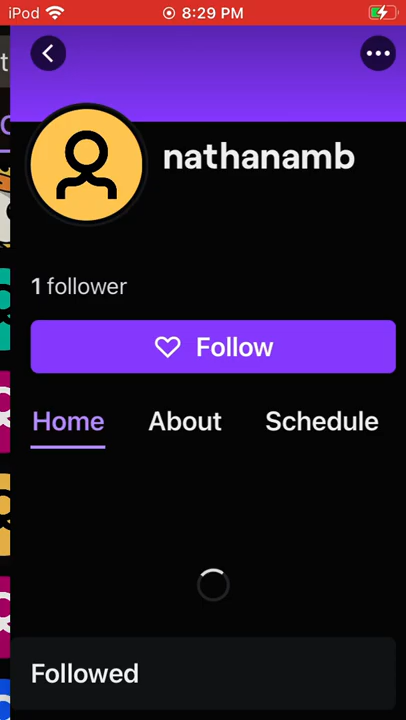 iPod 8:29 PM
nathanamb
1 follower
Follow
Home About Schedule
Followed